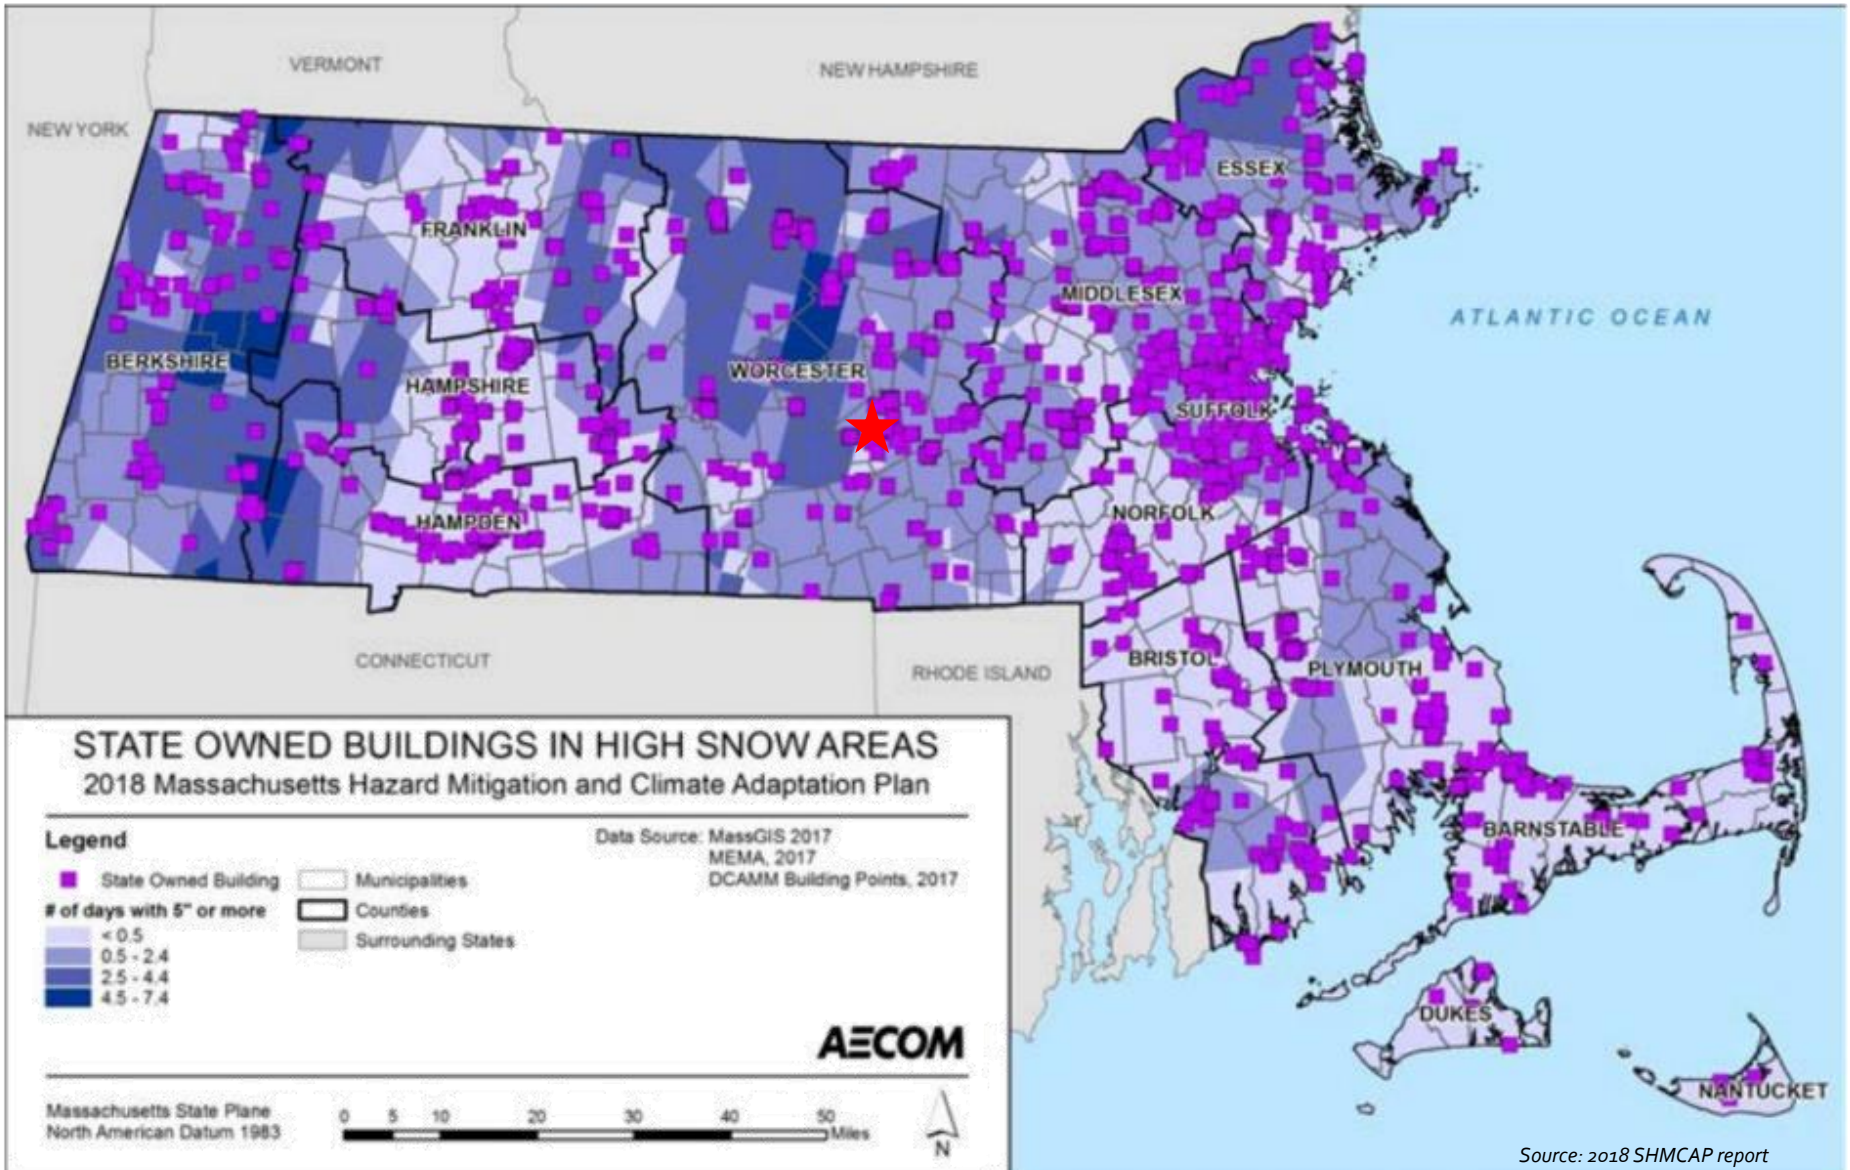 VERMONT
NEW HAMPSHIRE
NEW YORK
ESSEX
FRANKLIN
MIDDLESEX
ATLANTIC OCEAN
BERKSHIRE
WORCESTER
HAMPSHIRE
SUFFOLK
HAMPDEN
NORFOLK
CONNECTICUT
RHODE ISLAND
BRISTOL
PLYMOUTH
BARNSTABLE
DUKES
NANTUCKET
STATE OWNED BUILDINGS IN HIGH SNOW AREAS
2018 Massachusetts Hazard Mitigation and Climate Adaptation Plan
Legend
State Owned Building
# of days with 5" or more
< 0.5
0.5 - 2.4
2.5 - 4.4
4.5 - 7.4
Municipalities
Counties
Surrounding States
Data Source: MassGIS 2017
MEMA, 2017
DCAMM Building Points, 2017
AECOM
Massachusetts State Plane
North American Datum 1983
0 5 10 20 30 40 50
Miles
N
Source: 2018 SHMCAP report